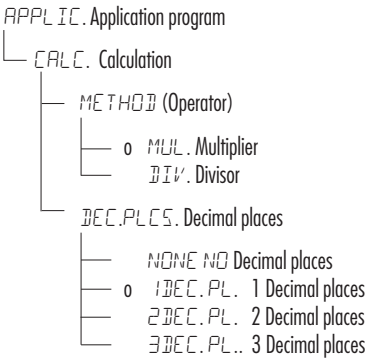 APPLIC. Application program
CALC. Calculation
METHOD (Operator)
o MUL. Multiplier
DIV. Divisor
DEC.PLCS. Decimal places
NONE NO Decimal places
o 1DEC.PL. 1 Decimal places
2DEC.PL. 2 Decimal places
3DEC.PL.. 3 Decimal places